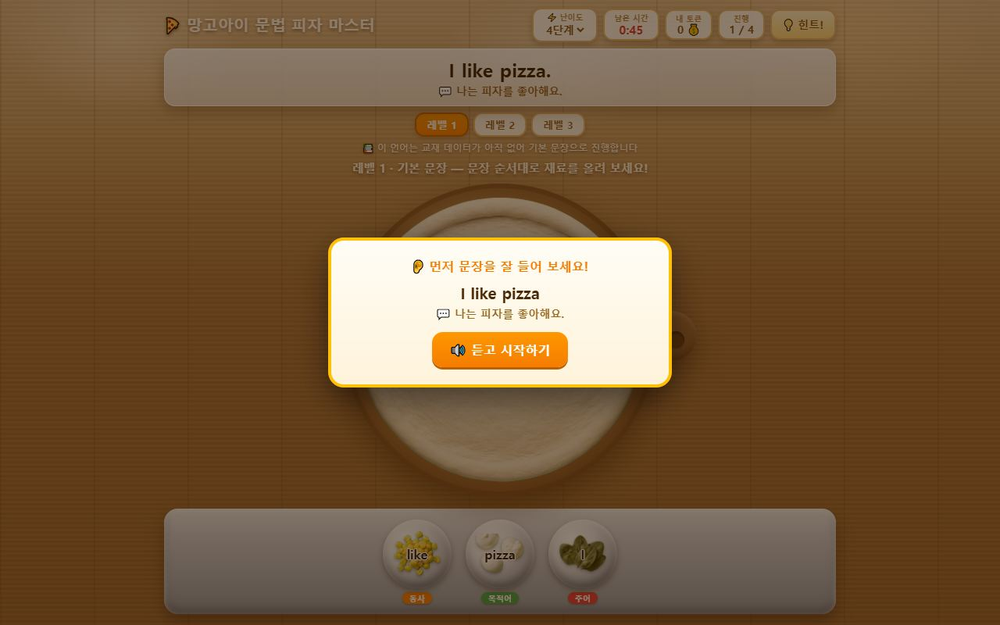 망고아이 문법 피자 마스터
난이도
4단계
남은 시간
0:45
내 토큰
0
진행
1 / 4
힌트!
I like pizza.
나는 피자를 좋아해요.
레벨 1
레벨 2
레벨 3
이 언어는 교재 데이터가 아직 없어 기본 문장으로 진행합니다
레벨 1 · 기본 문장 — 문장 순서대로 재료를 올려 보세요!
먼저 문장을 잘 들어 보세요!
I like pizza
나는 피자를 좋아해요.
듣고 시작하기
like
pizza
I
동사
목적어
주어